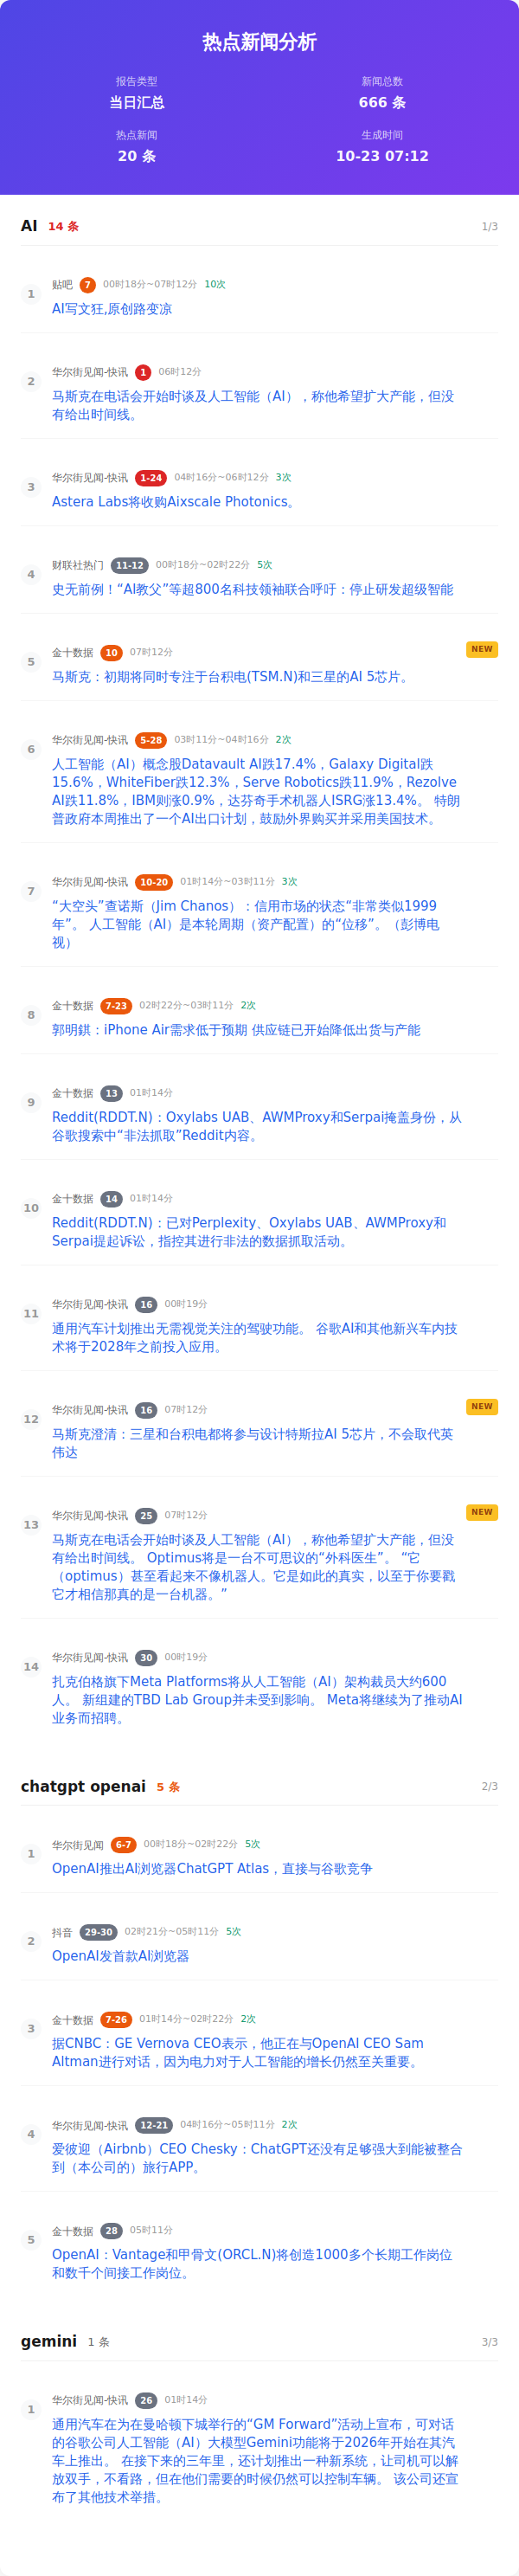 热点新闻分析
报告类型
当日汇总
新闻总数
666 条
热点新闻
20 条
生成时间
10-23 07:12
AI 14 条 1/3
1
贴吧 7 00时18分~07时12分 10次
AI写文狂,原创路变凉
2
华尔街见闻-快讯 1 06时12分
马斯克在电话会开始时谈及人工智能（AI），称他希望扩大产能，但没
有给出时间线。
3
华尔街见闻-快讯 1-24 04时16分~06时12分 3次
Astera Labs将收购Aixscale Photonics。
4
财联社热门 11-12 00时18分~02时22分 5次
史无前例！“AI教父”等超800名科技领袖联合呼吁：停止研发超级智能
5
金十数据 10 07时12分 NEW
马斯克：初期将同时专注于台积电(TSM.N)和三星的AI 5芯片。
6
华尔街见闻-快讯 5-28 03时11分~04时16分 2次
人工智能（AI）概念股Datavault AI跌17.4%，Galaxy Digital跌
15.6%，WhiteFiber跌12.3%，Serve Robotics跌11.9%，Rezolve
AI跌11.8%，IBM则涨0.9%，达芬奇手术机器人ISRG涨13.4%。 特朗
普政府本周推出了一个AI出口计划，鼓励外界购买并采用美国技术。
7
华尔街见闻-快讯 10-20 01时14分~03时11分 3次
“大空头”查诺斯（Jim Chanos）：信用市场的状态“非常类似1999
年”。 人工智能（AI）是本轮周期（资产配置）的“位移”。（彭博电
视）
8
金十数据 7-23 02时22分~03时11分 2次
郭明錤：iPhone Air需求低于预期 供应链已开始降低出货与产能
9
金十数据 13 01时14分
Reddit(RDDT.N)：Oxylabs UAB、AWMProxy和Serpai掩盖身份，从
谷歌搜索中“非法抓取”Reddit内容。
10
金十数据 14 01时14分
Reddit(RDDT.N)：已对Perplexity、Oxylabs UAB、AWMProxy和
Serpai提起诉讼，指控其进行非法的数据抓取活动。
11
华尔街见闻-快讯 16 00时19分
通用汽车计划推出无需视觉关注的驾驶功能。 谷歌AI和其他新兴车内技
术将于2028年之前投入应用。
12
华尔街见闻-快讯 16 07时12分 NEW
马斯克澄清：三星和台积电都将参与设计特斯拉AI 5芯片，不会取代英
伟达
13
华尔街见闻-快讯 25 07时12分 NEW
马斯克在电话会开始时谈及人工智能（AI），称他希望扩大产能，但没
有给出时间线。 Optimus将是一台不可思议的“外科医生”。 “它
（optimus）甚至看起来不像机器人。它是如此的真实，以至于你要戳
它才相信那真的是一台机器。”
14
华尔街见闻-快讯 30 00时19分
扎克伯格旗下Meta Platforms将从人工智能（AI）架构裁员大约600
人。 新组建的TBD Lab Group并未受到影响。 Meta将继续为了推动AI
业务而招聘。
chatgpt openai 5 条 2/3
1
华尔街见闻 6-7 00时18分~02时22分 5次
OpenAI推出AI浏览器ChatGPT Atlas，直接与谷歌竞争
2
抖音 29-30 02时21分~05时11分 5次
OpenAI发首款AI浏览器
3
金十数据 7-26 01时14分~02时22分 2次
据CNBC：GE Vernova CEO表示，他正在与OpenAI CEO Sam
Altman进行对话，因为电力对于人工智能的增长仍然至关重要。
4
华尔街见闻-快讯 12-21 04时16分~05时11分 2次
爱彼迎（Airbnb）CEO Chesky：ChatGPT还没有足够强大到能被整合
到（本公司的）旅行APP。
5
金十数据 28 05时11分
OpenAI：Vantage和甲骨文(ORCL.N)将创造1000多个长期工作岗位
和数千个间接工作岗位。
gemini 1 条 3/3
1
华尔街见闻-快讯 26 01时14分
通用汽车在为在曼哈顿下城举行的“GM Forward”活动上宣布，可对话
的谷歌公司人工智能（AI）大模型Gemini功能将于2026年开始在其汽
车上推出。 在接下来的三年里，还计划推出一种新系统，让司机可以解
放双手，不看路，但在他们需要的时候仍然可以控制车辆。 该公司还宣
布了其他技术举措。